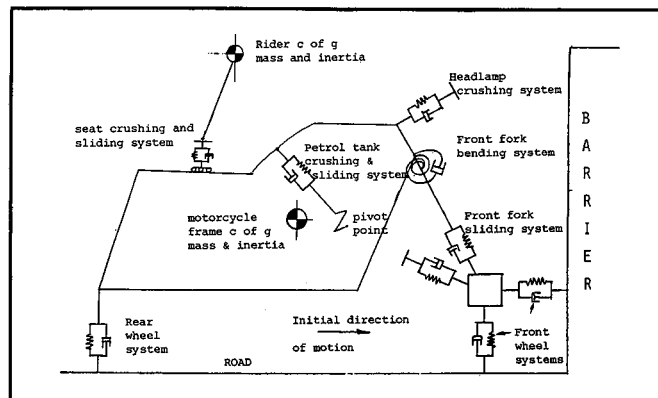 Rider c of g
mass and inertia
Headlamp
crushing system
seat crushing and
sliding system
Petrol tank
crushing &
sliding system
Front fork
bending system
motorcycle
frame c of g
mass & inertia
pivot
point
Front fork
sliding system
BARRIER
Rear
wheel
system
Initial direction
of motion
Front
wheel
systems
ROAD